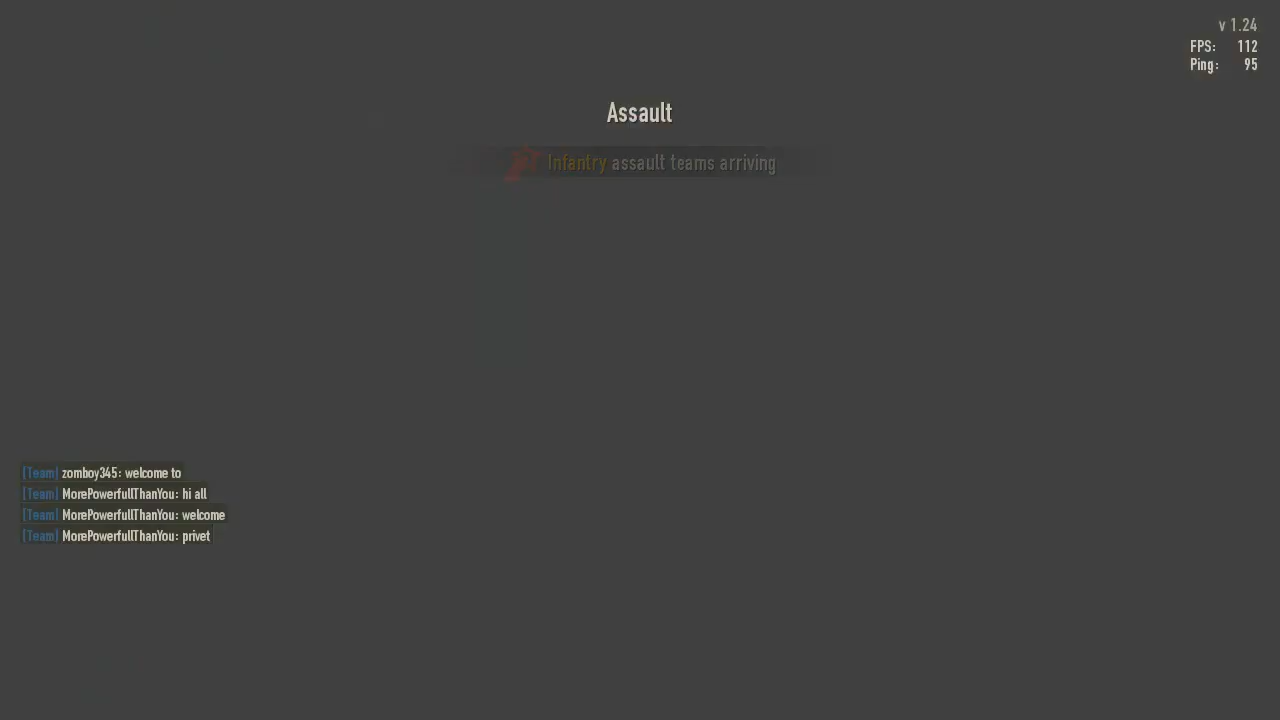 v 1.24
FPS: 112
Ping: 95
Assault
Infantry assault teams arriving
[Team] zomboy345: welcome to
[Team] MorePowerfullThanYou: hi all
[Team] MorePowerfullThanYou: welcome
[Team] MorePowerfullThanYou: privet